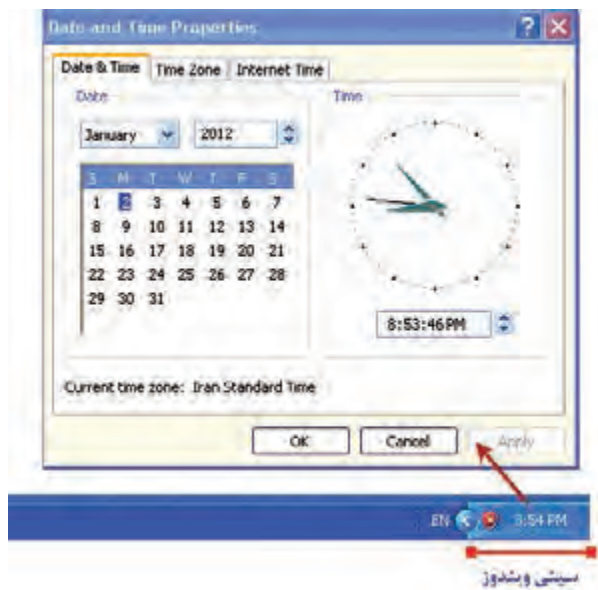 Date and Time Properties
Date & Time Time Zone Internet Time
Date
Time
January 2012
S M T W T F S
1 2 3 4 5 6 7
8 9 10 11 12 13 14
15 16 17 18 19 20 21
22 23 24 25 26 27 28
29 30 31
8:53:46 PM
Current time zone: Iran Standard Time
OK Cancel Apply
EN 8:54 PM
سینی ویندوز